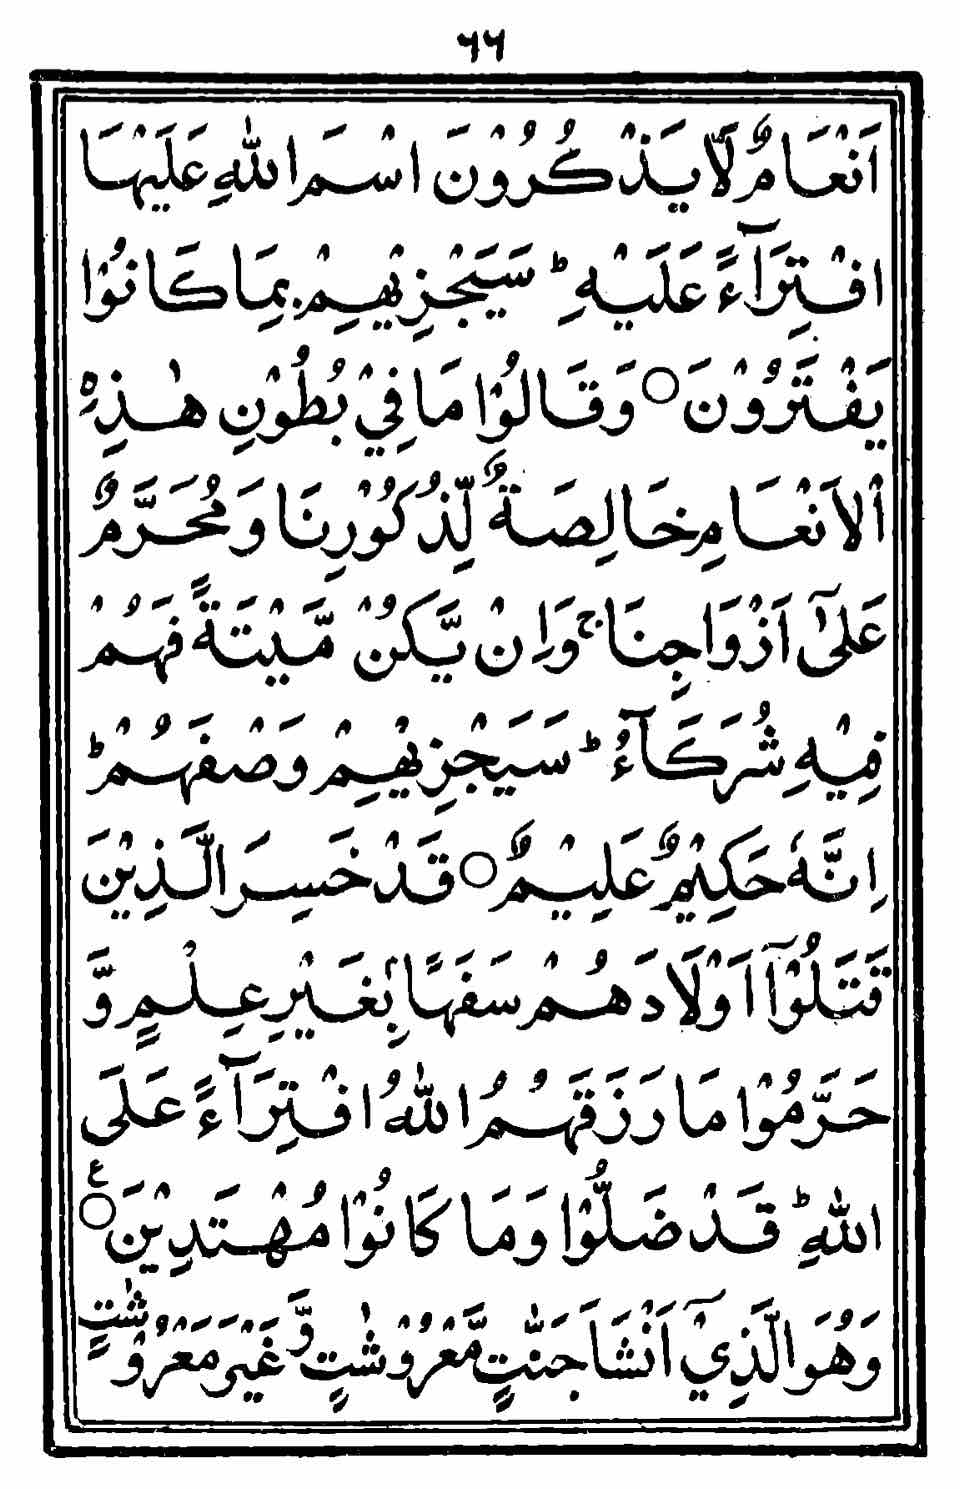 ۶۶
اَنْعَامٌ لَّا يَذْكُرُوْنَ اسْمَ اللّٰهِ عَلَيْهَا
افْتِرَآءً عَلَيْهِ ؕ سَيَجْزِيْهِمْ بِمَا كَانُوْا
يَفْتَرُوْنَ ○ وَقَالُوْا مَا فِيْ بُطُوْنِ هٰذِهِ
الْاَنْعَامِ خَالِصَةٌ لِّذُكُوْرِنَا وَ مُحَرَّمٌ
عَلٰٓى اَزْوَاجِنَا ۚ وَاِنْ يَّكُنْ مَّيْتَةً فَهُمْ
فِيْهِ شُرَكَآءُ ؕ سَيَجْزِيْهِمْ وَصْفَهُمْ ؕ
اِنَّهٗ حَكِيْمٌ عَلِيْمٌ ○ قَدْ خَسِرَ الَّذِيْنَ
قَتَلُوْٓا اَوْلَادَهُمْ سَفَهًا بِغَيْرِ عِلْمٍ وَّ
حَرَّمُوْا مَا رَزَقَهُمُ اللّٰهُ افْتِرَآءً عَلَى
اللّٰهِ ؕ قَدْ ضَلُّوْا وَمَا كَانُوْا مُهْتَدِيْنَ ○ ع
وَهُوَ الَّذِيْٓ اَنْشَاَ جَنّٰتٍ مَّعْرُوْشٰتٍ وَّ غَيْرَ مَعْرُوْشٰتٍ